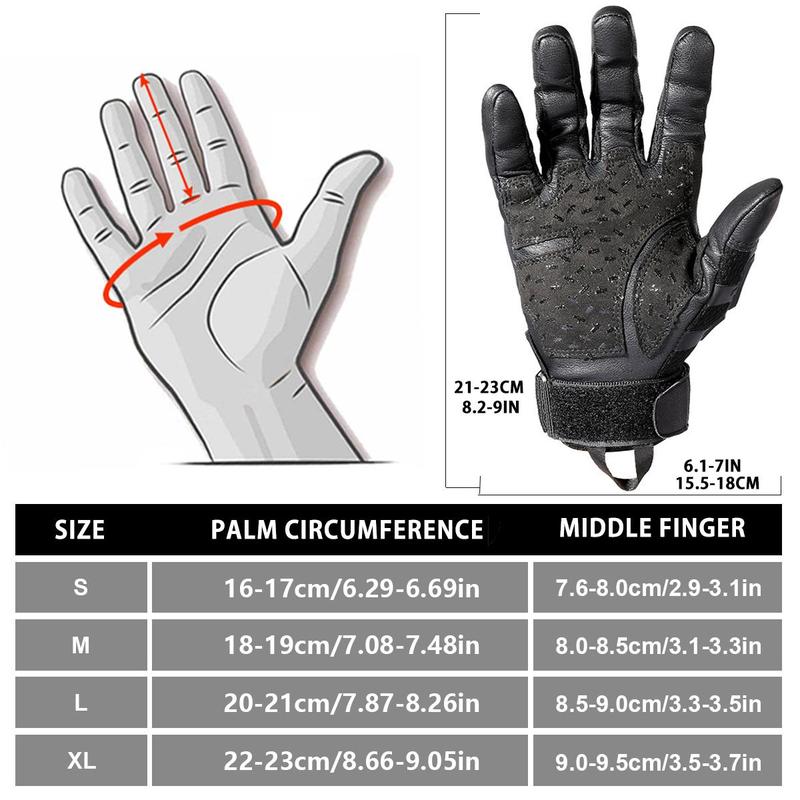 21-23CM
8.2-9IN
6.1-7IN
15.5-18CM
SIZE PALM CIRCUMFERENCE MIDDLE FINGER
S 16-17cm/6.29-6.69in 7.6-8.0cm/2.9-3.1in
M 18-19cm/7.08-7.48in 8.0-8.5cm/3.1-3.3in
L 20-21cm/7.87-8.26in 8.5-9.0cm/3.3-3.5in
XL 22-23cm/8.66-9.05in 9.0-9.5cm/3.5-3.7in